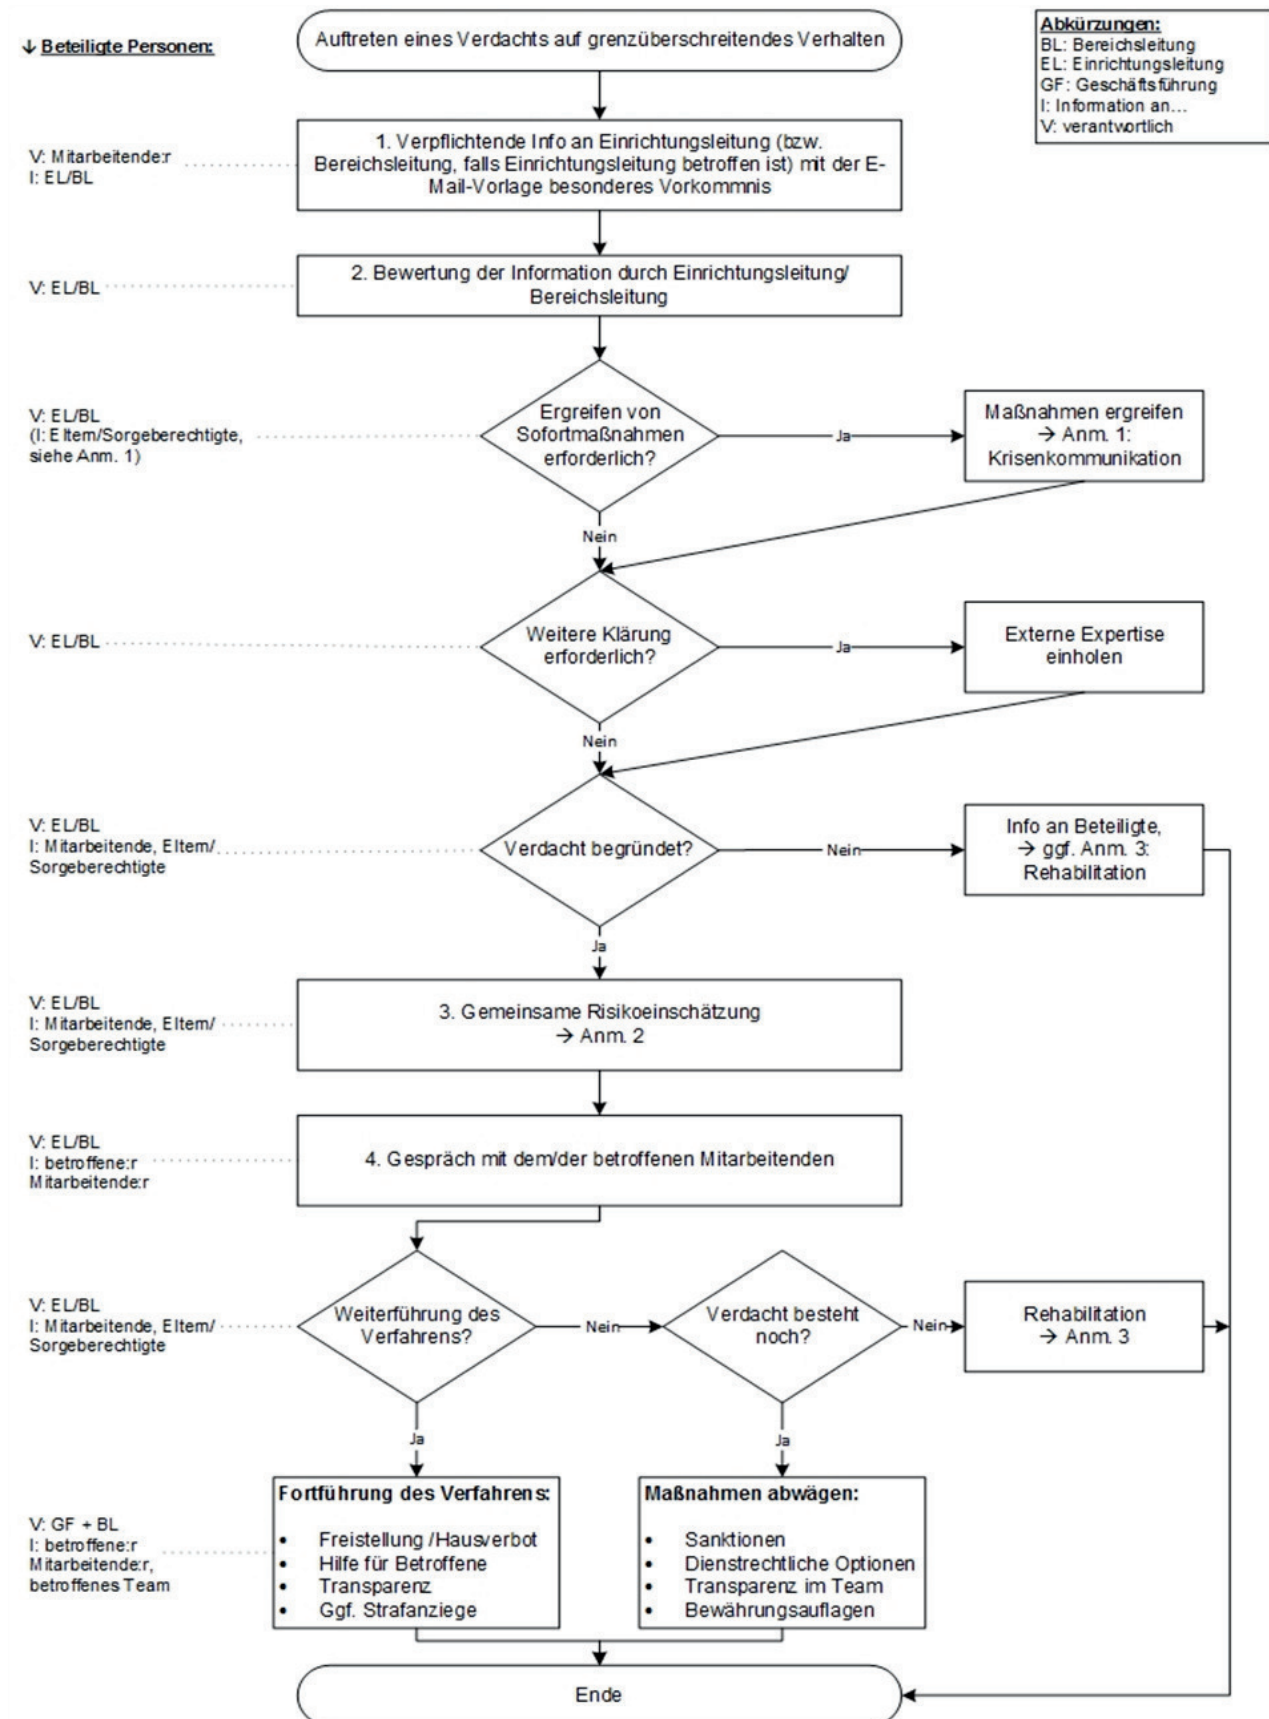 ↓ Beteiligte Personen:
Auftreten eines Verdachts auf grenzüberschreitendes Verhalten
Abkürzungen:
BL: Bereichsleitung
EL: Einrichtungsleitung
GF: Geschäftsführung
I: Information an...
V: verantwortlich
V: Mitarbeitende:r
I: EL/BL
1. Verpflichtende Info an Einrichtungsleitung (bzw.
Bereichsleitung, falls Einrichtungsleitung betroffen ist) mit der E-
Mail-Vorlage besonderes Vorkommnis
V: EL/BL
2. Bewertung der Information durch Einrichtungsleitung/
Bereichsleitung
V: EL/BL
(I: Eltern/Sorgeberechtigte,
siehe Anm. 1)
Ergreifen von
Sofortmaßnahmen
erforderlich?
Ja
Maßnahmen ergreifen
→ Anm. 1:
Krisenkommunikation
Nein
V: EL/BL
Weitere Klärung
erforderlich?
Ja
Externe Expertise
einholen
Nein
V: EL/BL
I: Mitarbeitende, Eltern/
Sorgeberechtigte
Verdacht begründet?
Nein
Info an Beteiligte,
→ ggf. Anm. 3:
Rehabilitation
Ja
V: EL/BL
I: Mitarbeitende, Eltern/
Sorgeberechtigte
3. Gemeinsame Risikoeinschätzung
→ Anm. 2
V: EL/BL
I: betroffene:r
Mitarbeitende:r
4. Gespräch mit dem/der betroffenen Mitarbeitenden
V: EL/BL
I: Mitarbeitende, Eltern/
Sorgeberechtigte
Weiterführung des
Verfahrens?
Nein
Verdacht besteht
noch?
Nein
Rehabilitation
→ Anm. 3
Ja
Ja
V: GF + BL
I: betroffene:r
Mitarbeitende:r,
betroffenes Team
Fortführung des Verfahrens:
• Freistellung /Hausverbot
• Hilfe für Betroffene
• Transparenz
• Ggf. Strafanziege
Maßnahmen abwägen:
• Sanktionen
• Dienstrechtliche Optionen
• Transparenz im Team
• Bewährungsauflagen
Ende